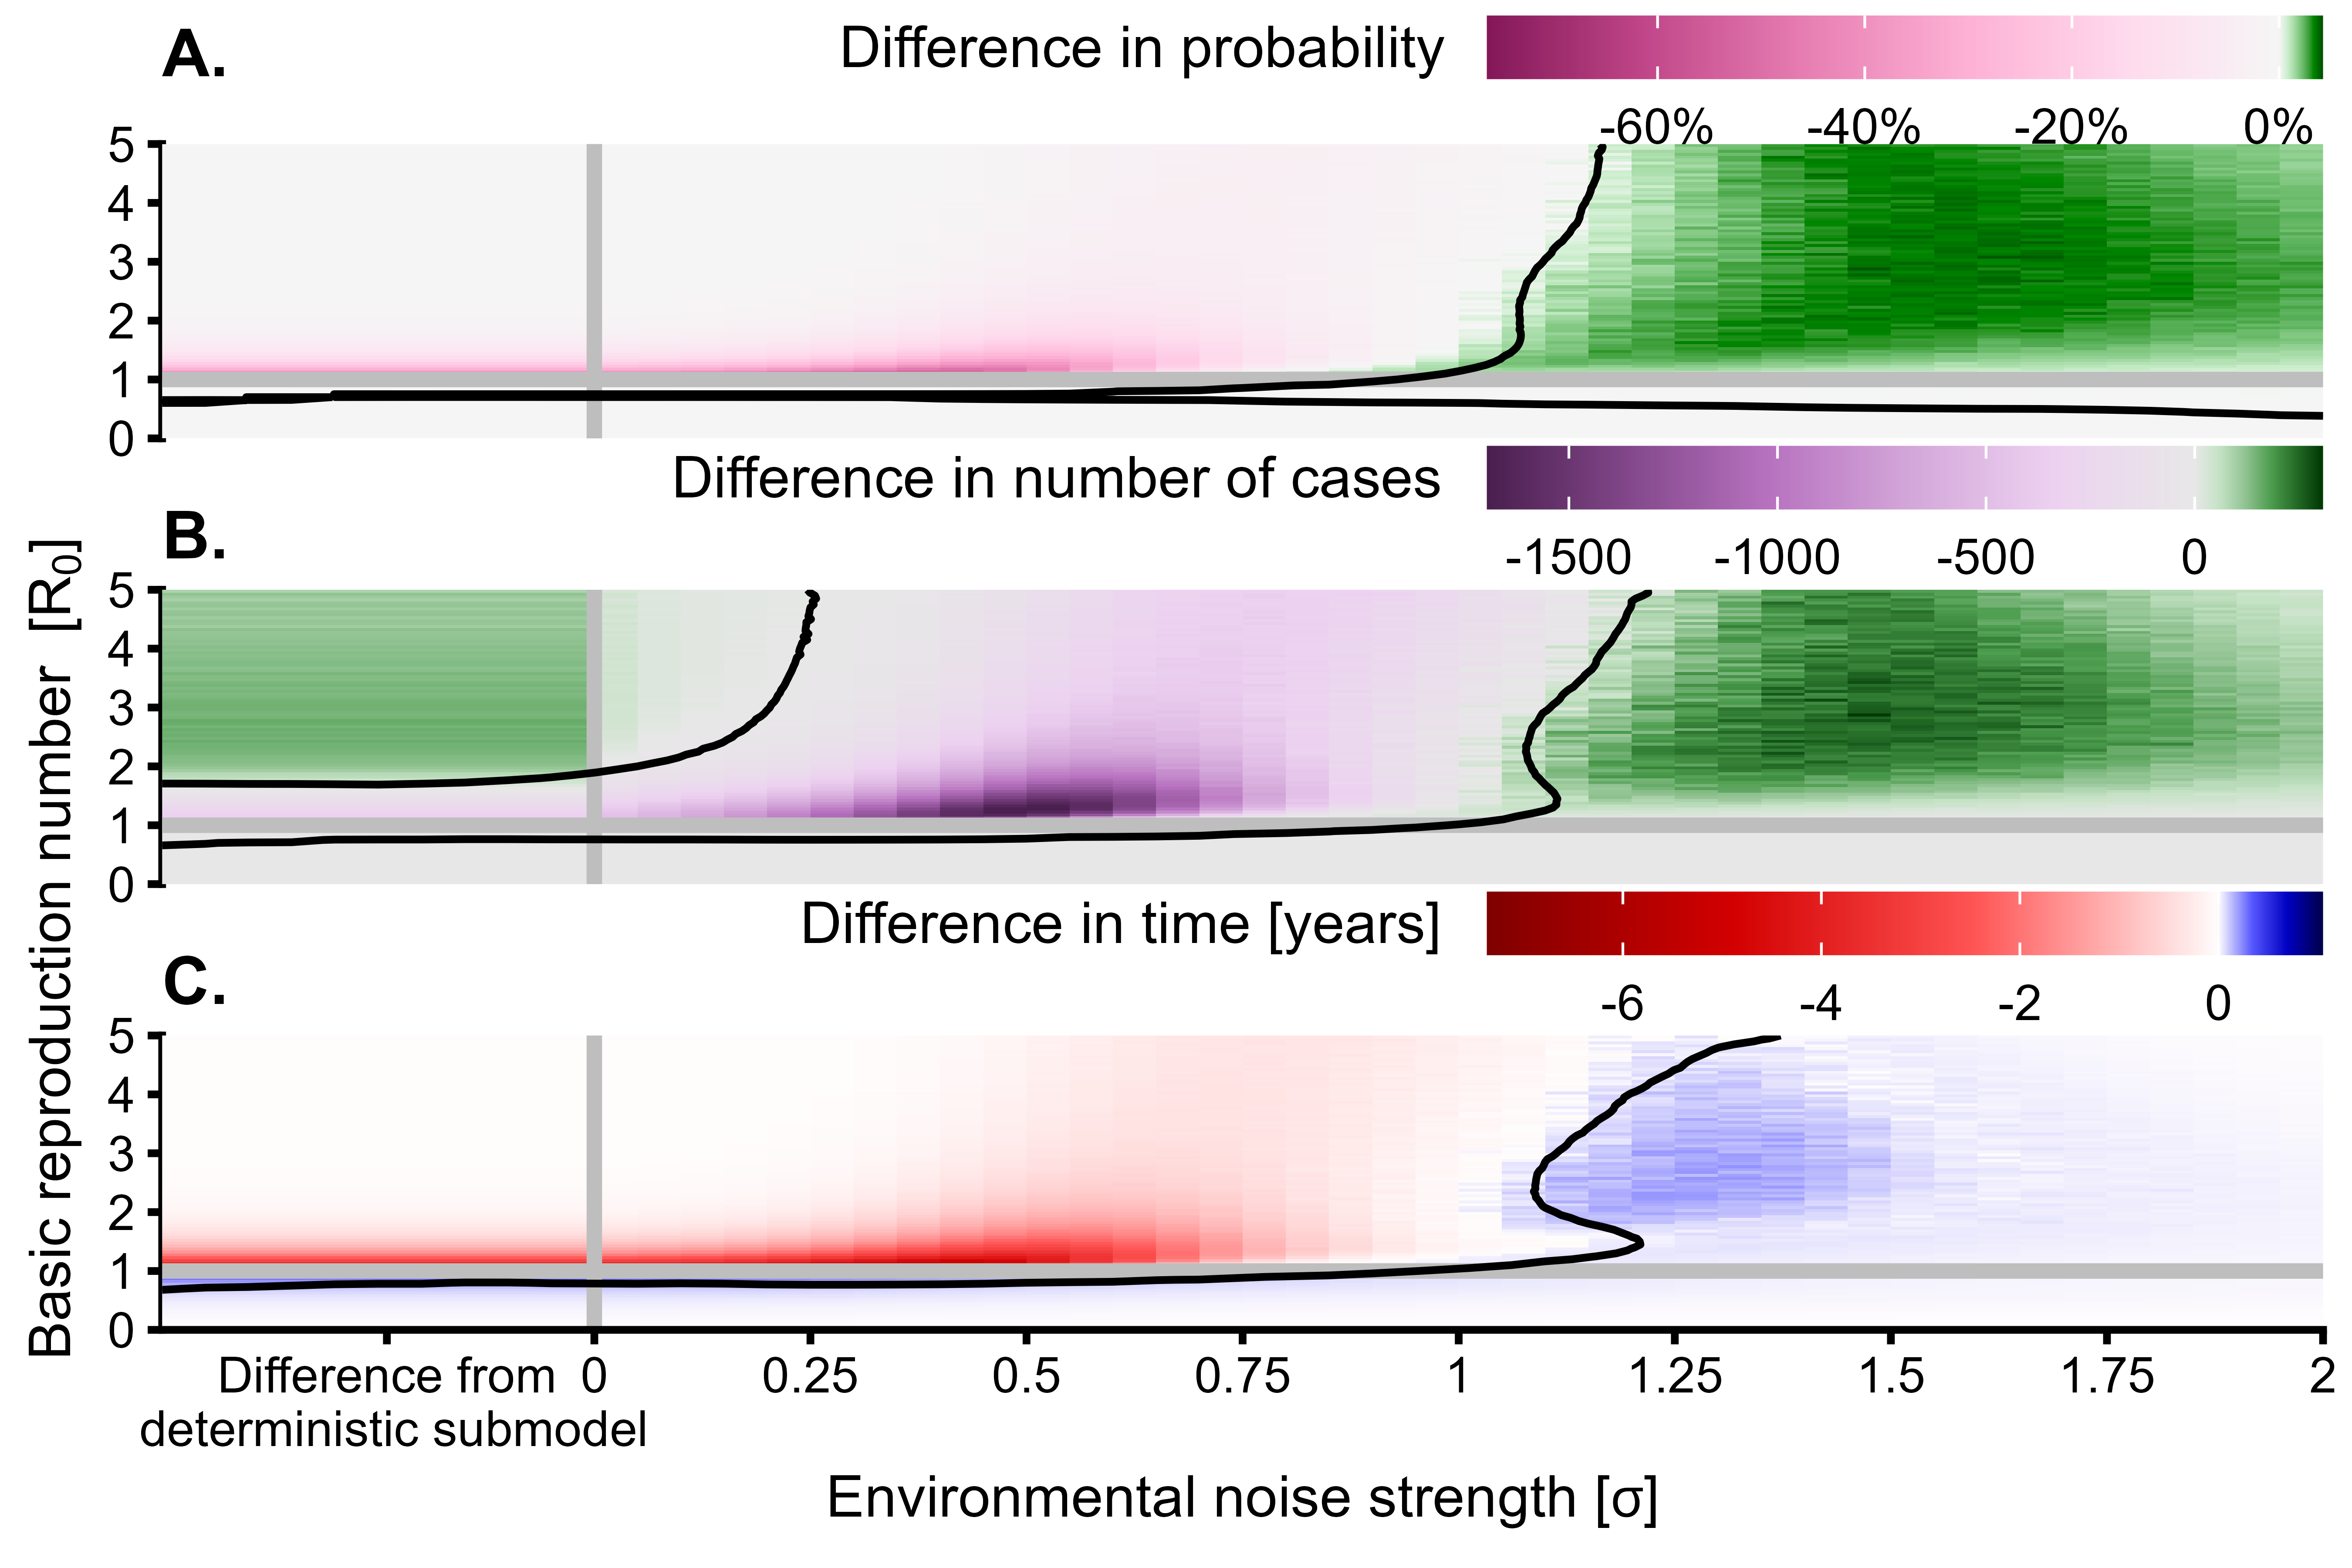 A.
Difference in probability
-60% -40% -20% 0%
5
4
3
2
1
0
Difference in number of cases
B.
-1500 -1000 -500 0
5
4
3
2
1
0
Basic reproduction number [R₀]
Difference in time [years]
C.
-6 -4 -2 0
5
4
3
2
1
0
Difference from 0 0.25 0.5 0.75 1 1.25 1.5 1.75 2
deterministic submodel
Environmental noise strength [σ]